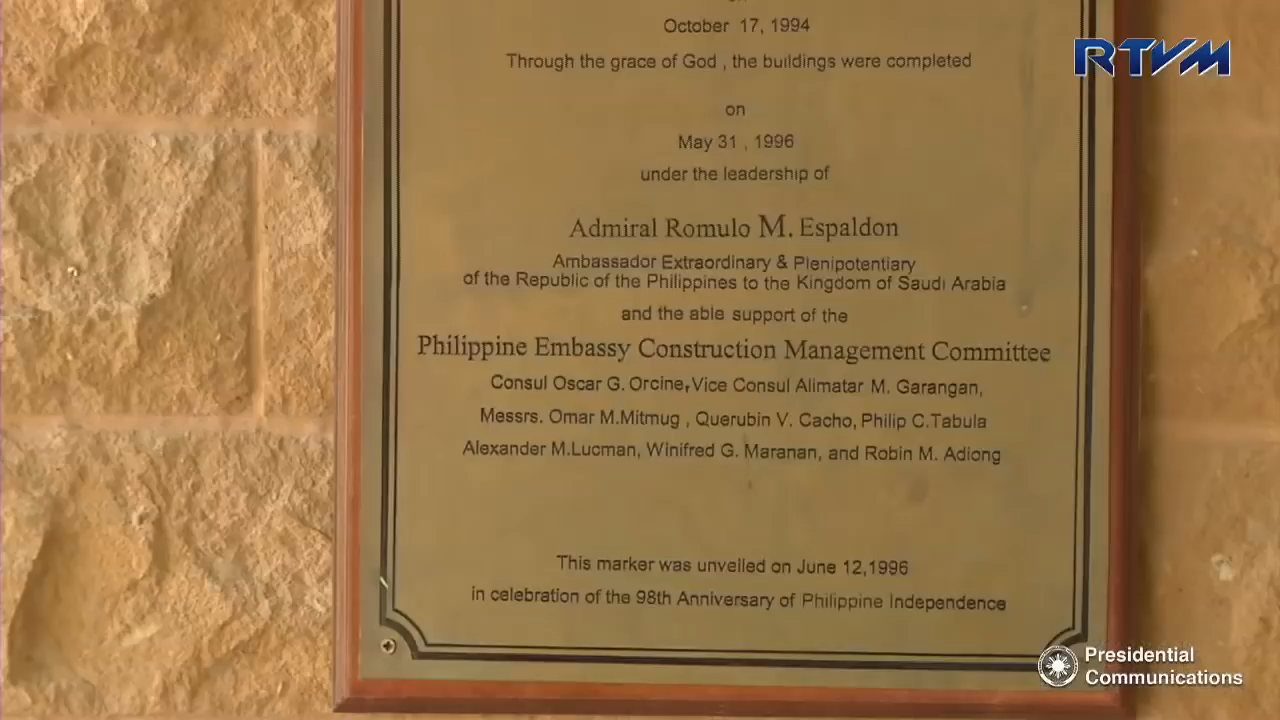 October 17, 1994
Through the grace of God , the buildings were completed
on
May 31 , 1996
under the leadership of
Admiral Romulo M. Espaldon
Ambassador Extraordinary & Plenipotentiary
of the Republic of the Philippines to the Kingdom of Saudi Arabia
and the able support of the
Philippine Embassy Construction Management Committee
Consul Oscar G. Orcine, Vice Consul Alimatar M. Garangan,
Messrs. Omar M.Mitmug , Querubin V. Cacho, Philip C.Tabula
Alexander M.Lucman, Winifred G. Maranan, and Robin M. Adiong
This marker was unveiled on June 12,1996
in celebration of the 98th Anniversary of Philippine Independence
RTVM
Presidential
Communications